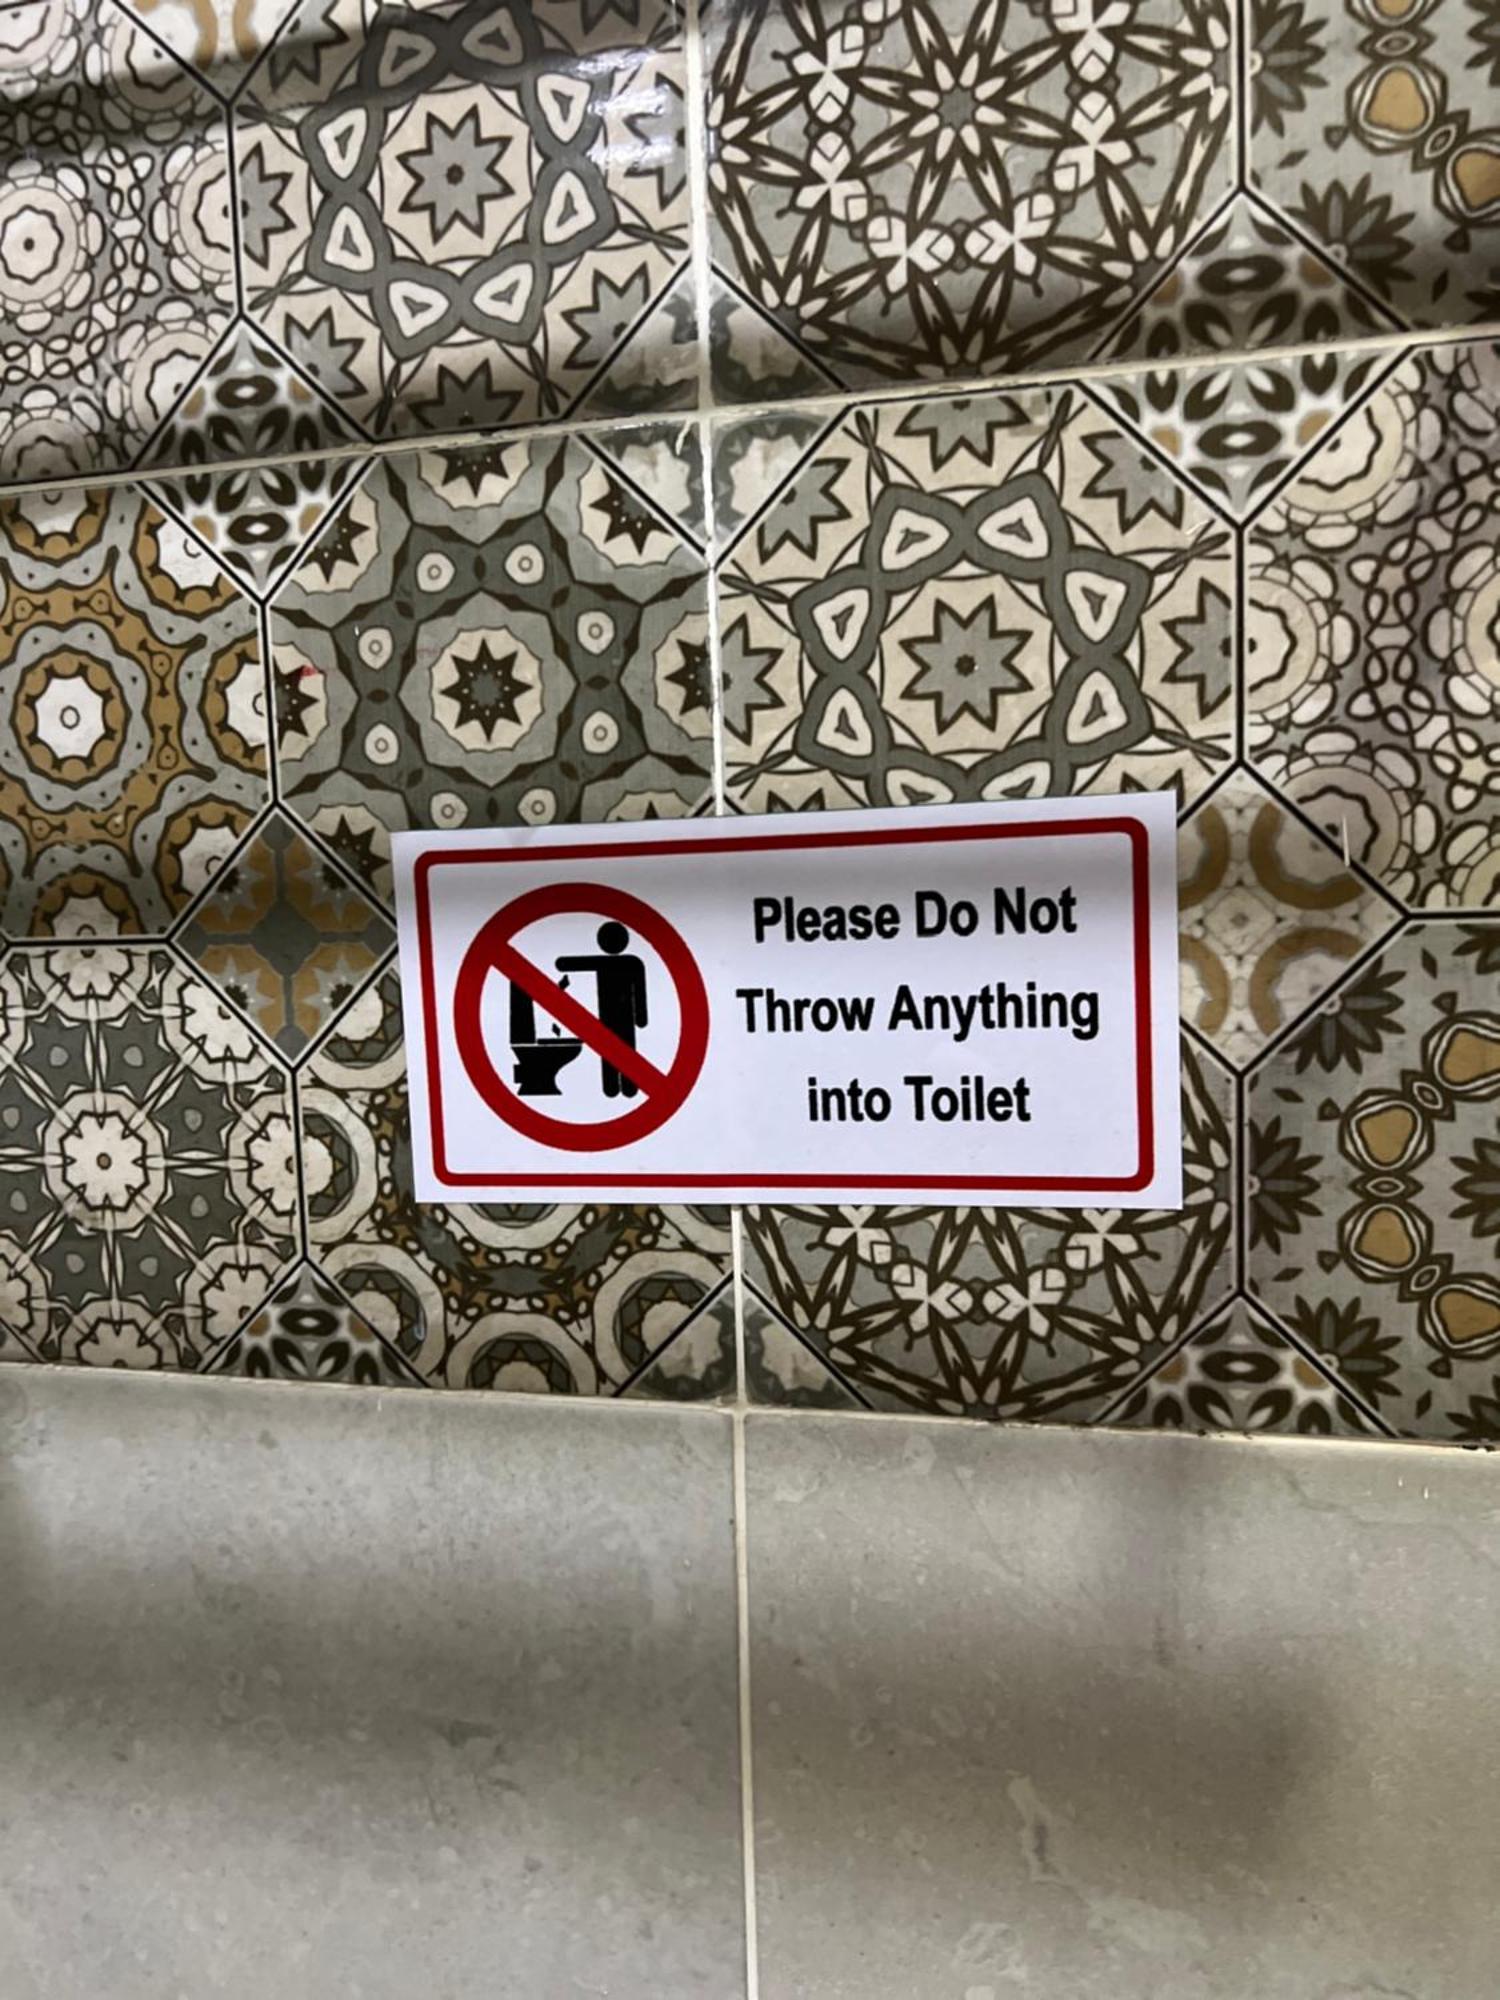 Please Do Not
Throw Anything
into Toilet